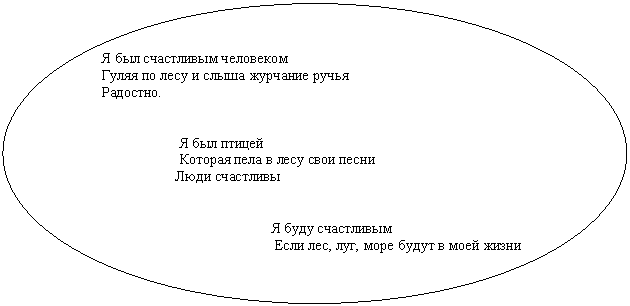 Я был счастливым человеком
Гуляя по лесу и слыша журчание ручья
Радостно.
Я был птицей
Которая пела в лесу свои песни
Люди счастливы
Я буду счастливым
Если лес, луг, море будут в моей жизни